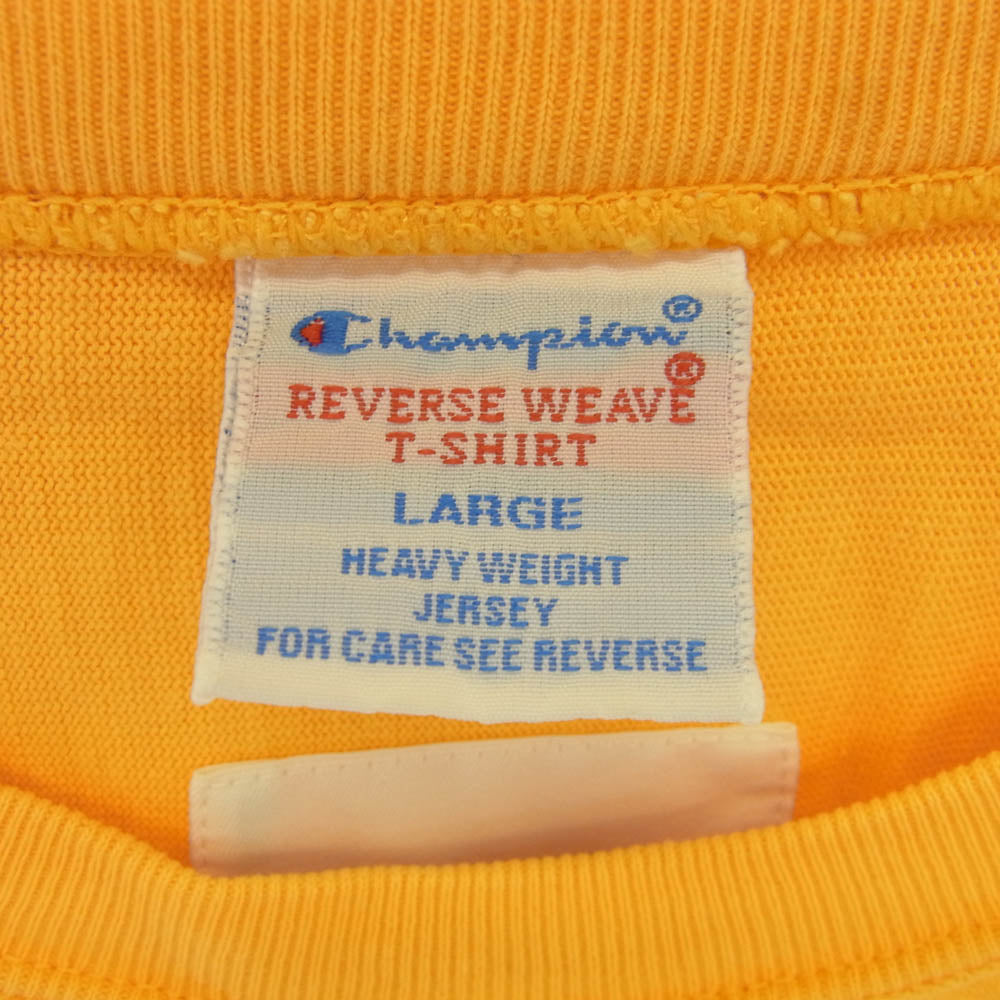 Champion®
REVERSE WEAVE®
T-SHIRT
LARGE
HEAVY WEIGHT
JERSEY
FOR CARE SEE REVERSE